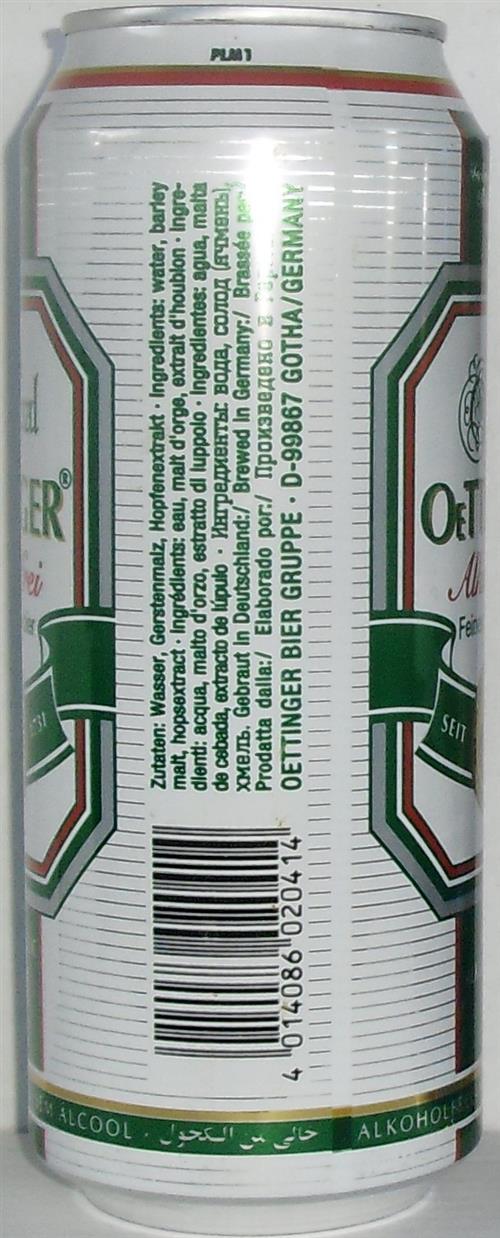 PLM 1
Zutaten: Wasser, Gerstenmalz, Hopfenextrakt · Ingredients: water, barley
malt, hopsextract · Ingrédients: eau, malt d'orge, extrait d'houblon · Ingre-
dienti: acqua, malto d'orzo, estratto di luppolo · Ingredientes: agua, malta
de cebada, extracto de lúpulo · Ингредиенты: вода, солод (ячмень),
хмель. Gebraut in Deutschland:/ Brewed in Germany:/ Brassée par:/
Prodatta dalla:/ Elaborado por:/ Произведено в
OETTINGER BIER GRUPPE · D-99867 GOTHA/GERMANY
4 014086 020414
GER®
SEIT
ALCOOL · خالي من الكحول